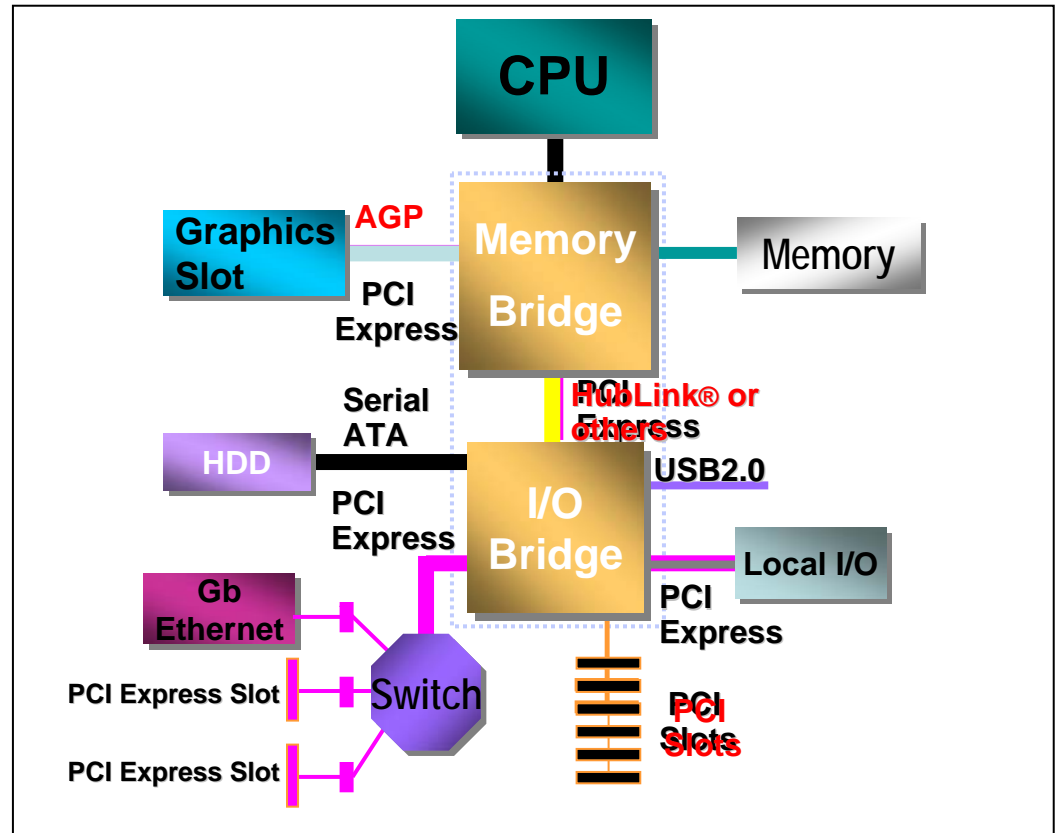 CPU
AGP
Graphics
Slot
Memory
Bridge
Memory
PCI
Express
PCI
Express
HubLink® or
others
Serial
ATA
HDD
USB2.0
PCI
Express
I/O
Bridge
Local I/O
Gb
Ethernet
PCI
Express
PCI Express Slot
Switch
PCI
Slots
PCI
Slots
PCI Express Slot